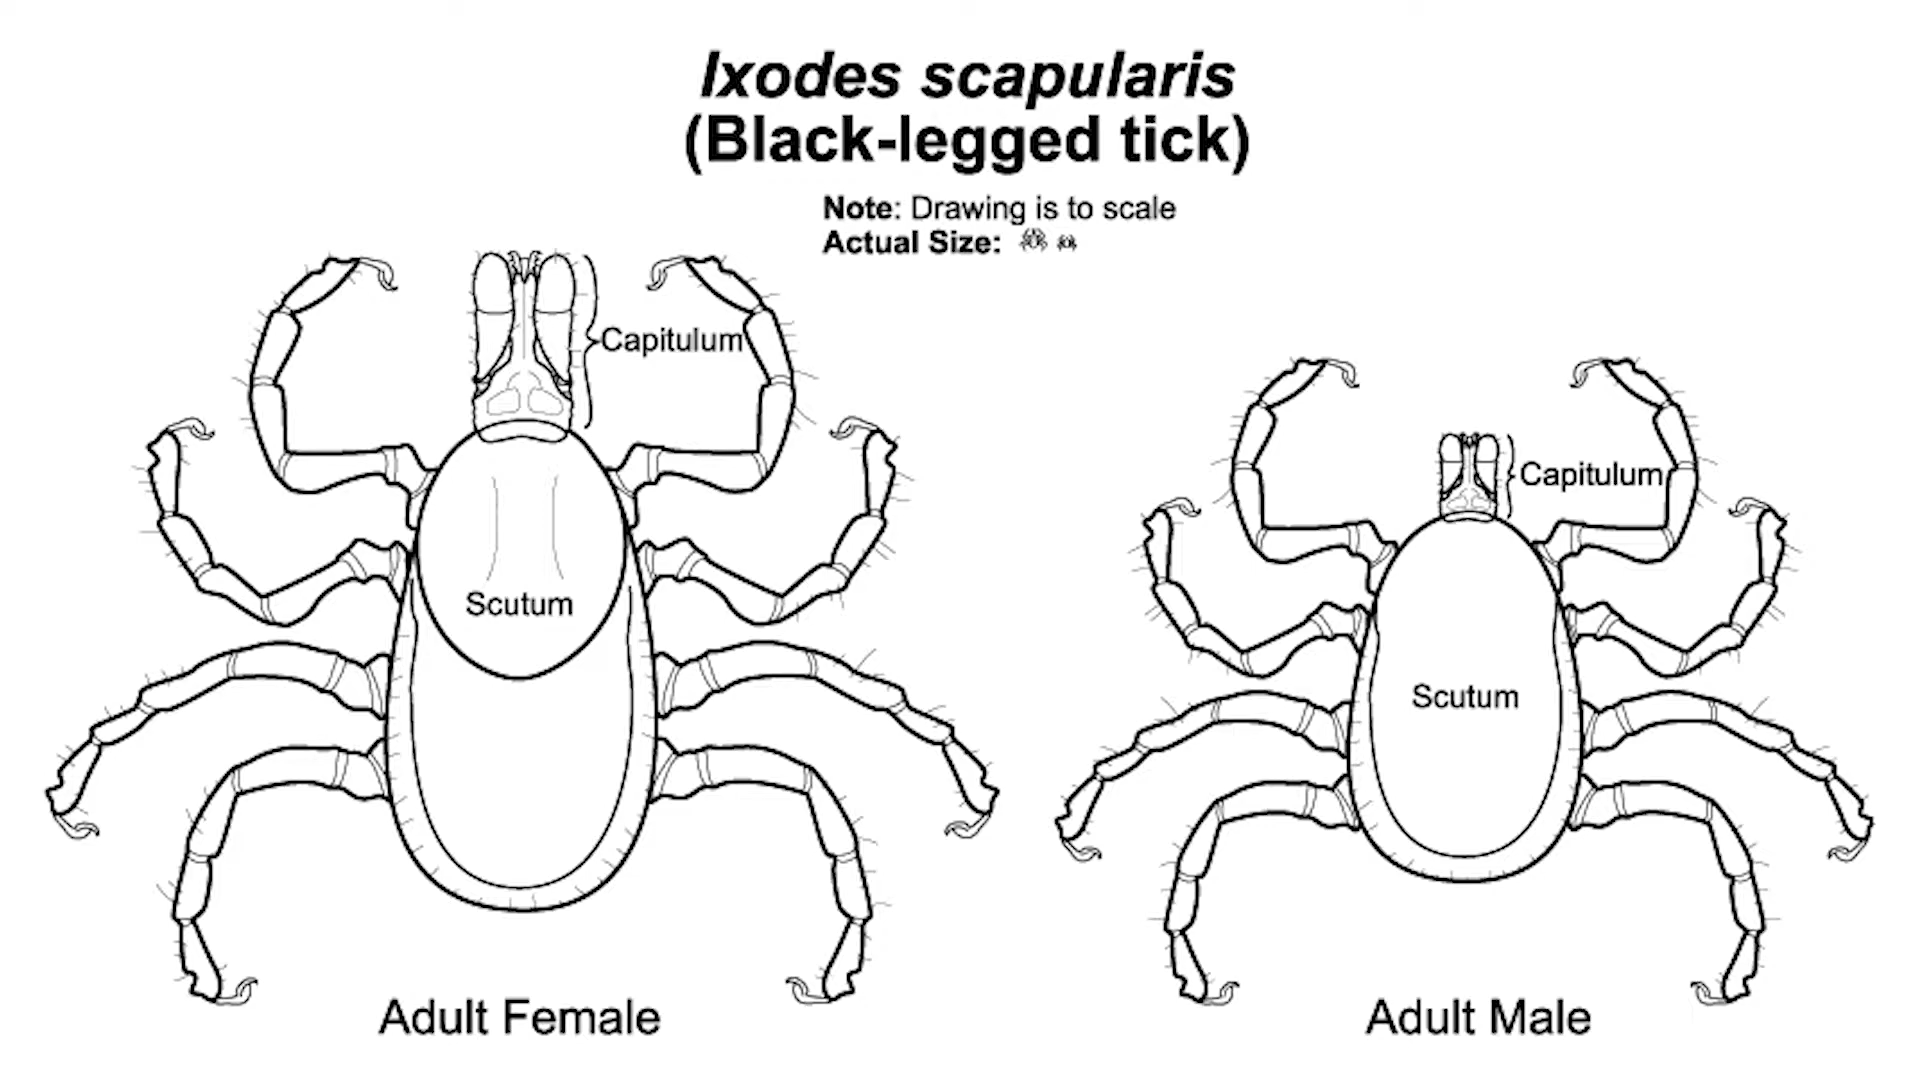 Ixodes scapularis
(Black-legged tick)
Note: Drawing is to scale
Actual Size:
Capitulum
Scutum
Adult Female
Capitulum
Scutum
Adult Male